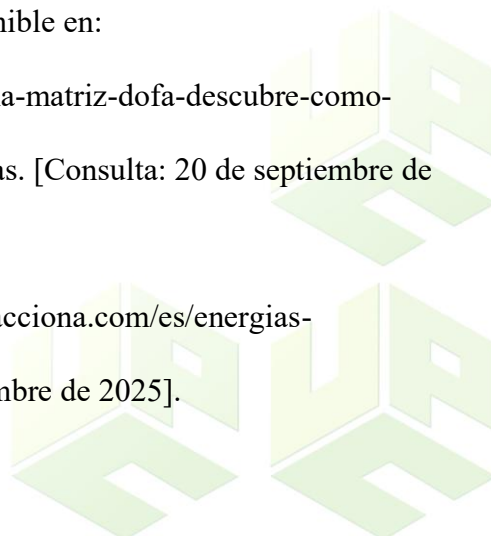 nible en:
a-matriz-dofa-descubre-como-
as. [Consulta: 20 de septiembre de
acciona.com/es/energias-
mbre de 2025].